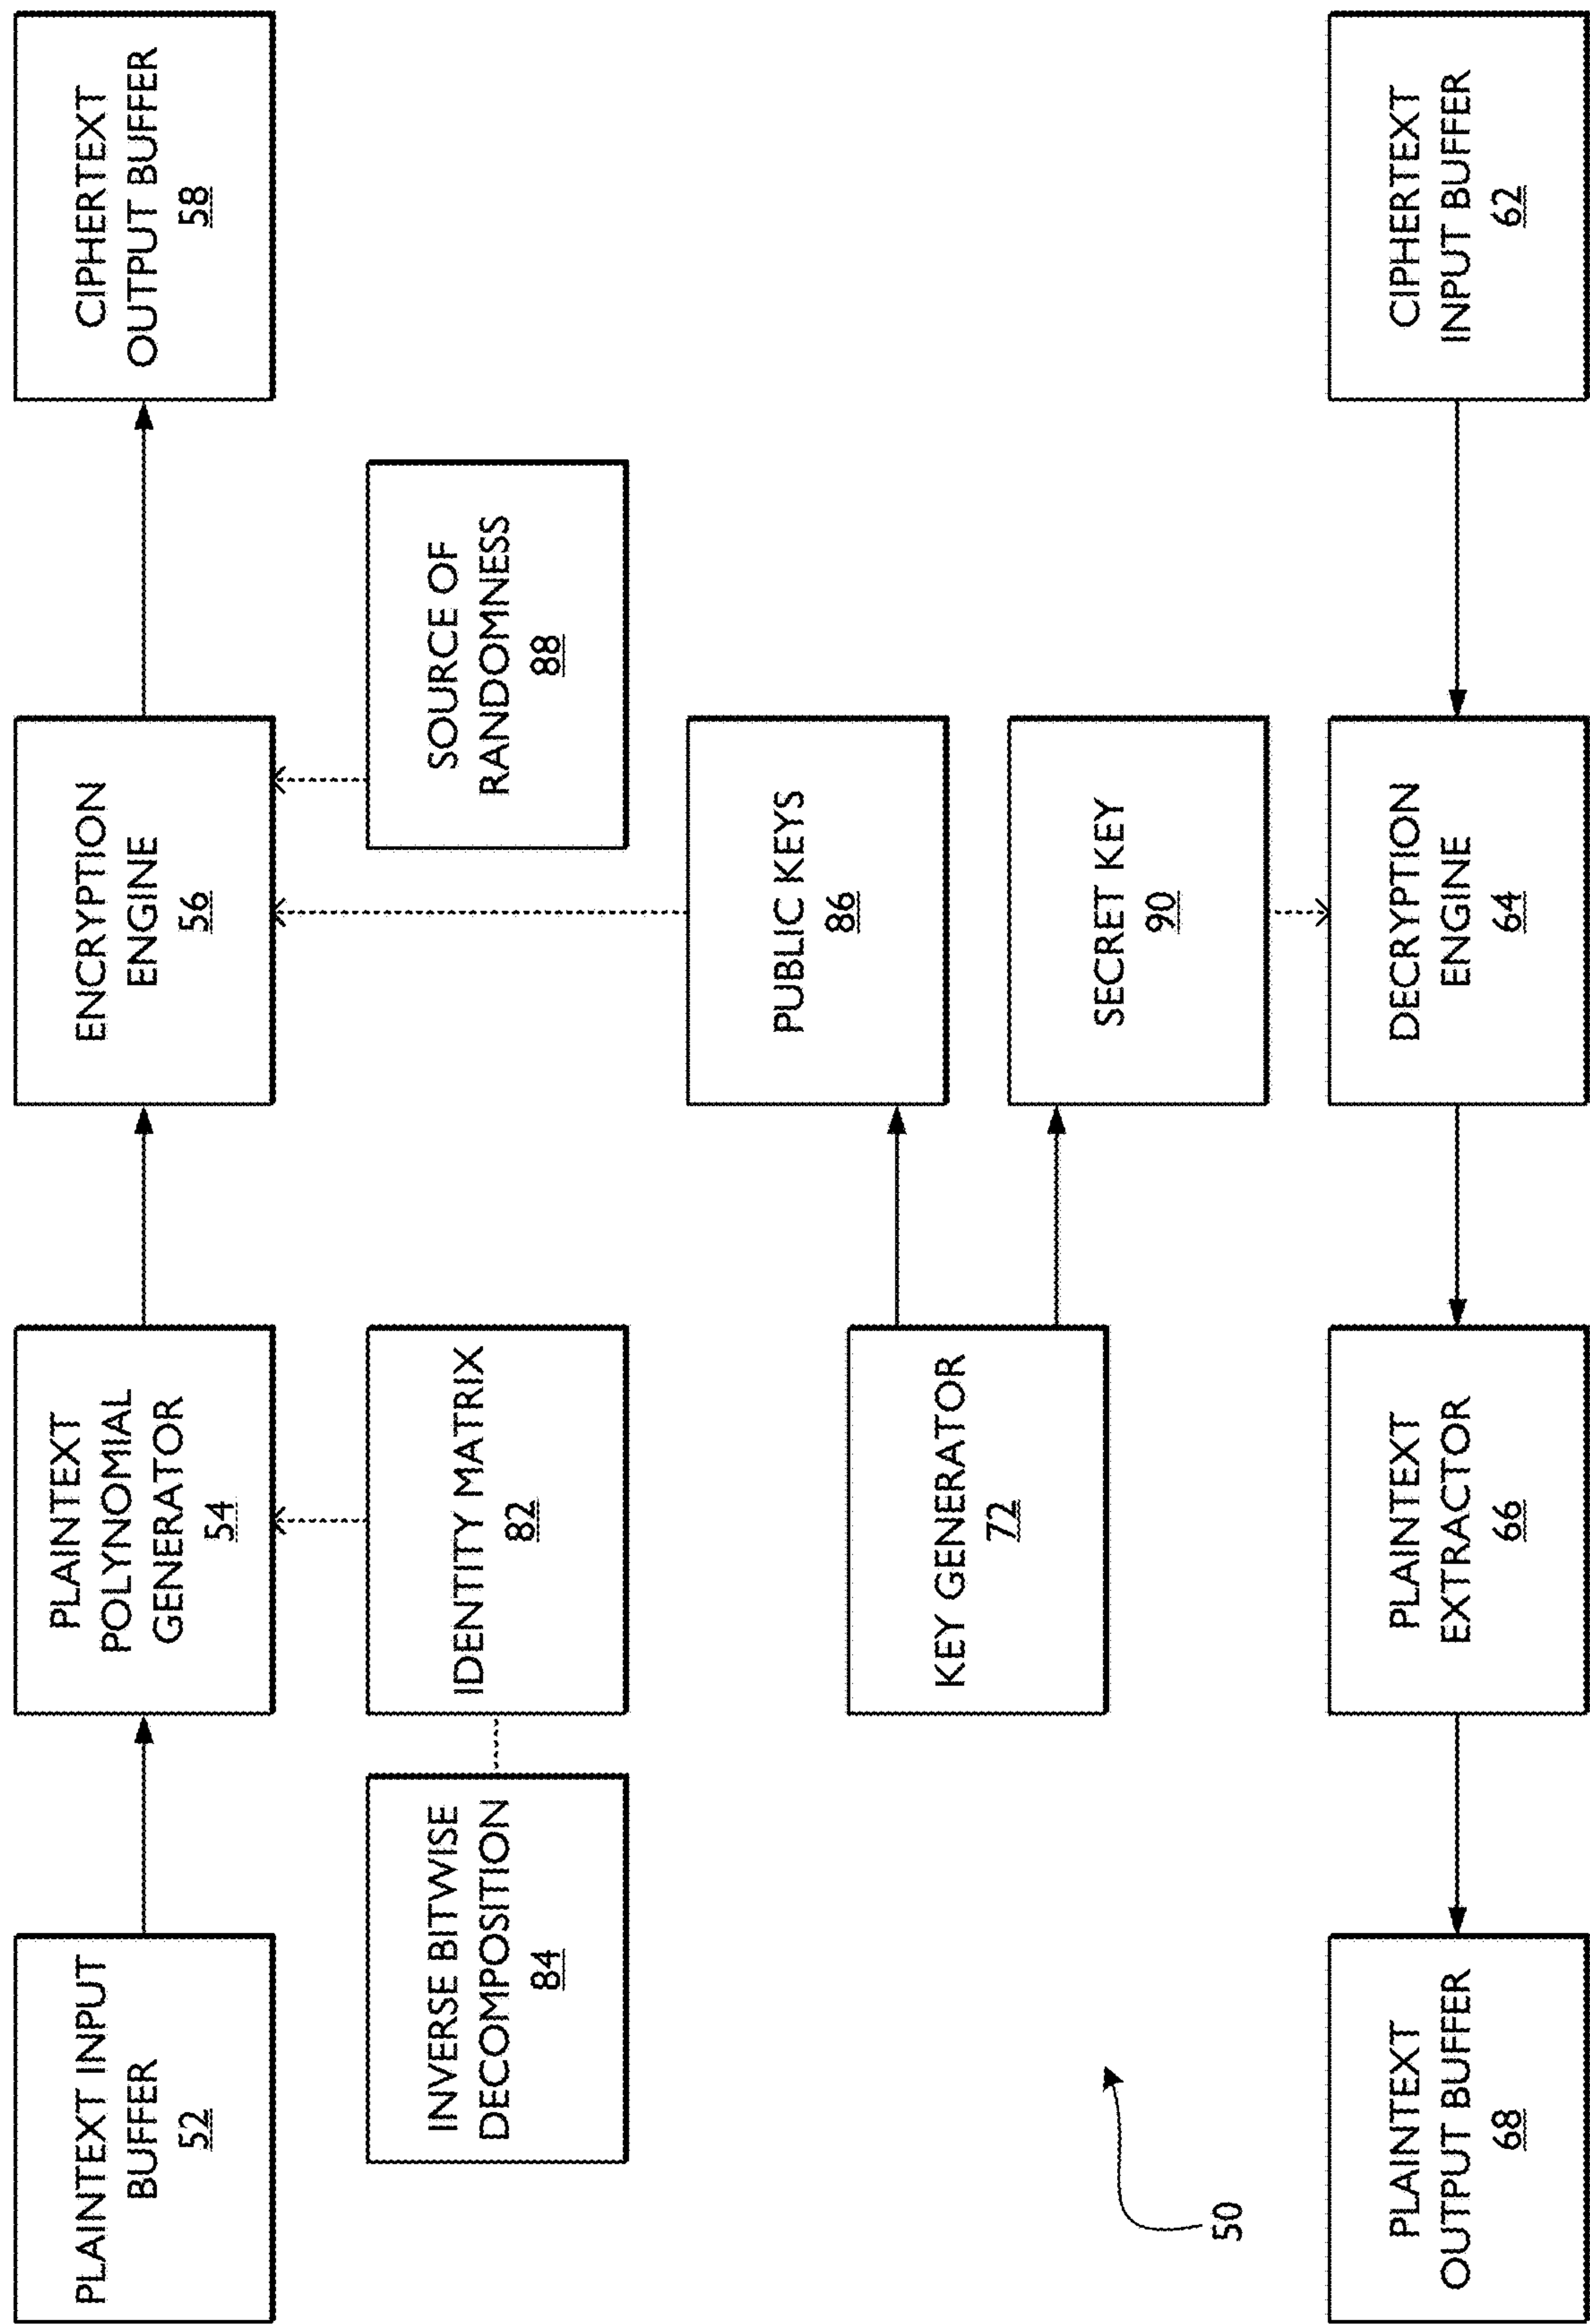 PLAINTEXT INPUT
BUFFER
52
PLAINTEXT
POLYNOMIAL
GENERATOR
54
ENCRYPTION
ENGINE
56
CIPHERTEXT
OUTPUT BUFFER
58
INVERSE BITWISE
DECOMPOSITION
84
IDENTITY MATRIX
82
SOURCE OF
RANDOMNESS
88
PUBLIC KEYS
86
KEY GENERATOR
72
SECRET KEY
90
50
PLAINTEXT
OUTPUT BUFFER
68
PLAINTEXT
EXTRACTOR
66
DECRYPTION
ENGINE
64
CIPHERTEXT
INPUT BUFFER
62